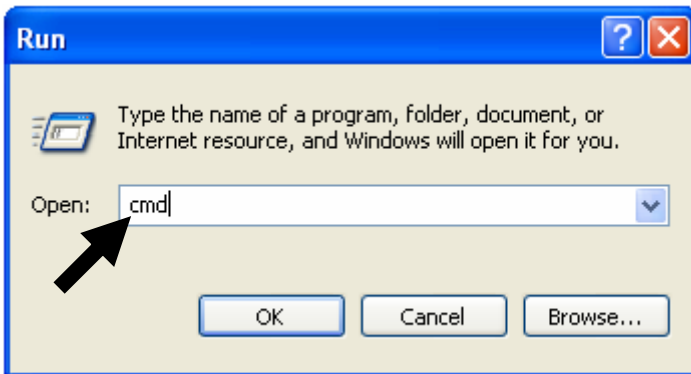 Run
Type the name of a program, folder, document, or
Internet resource, and Windows will open it for you.
Open: cmd
OK Cancel Browse...